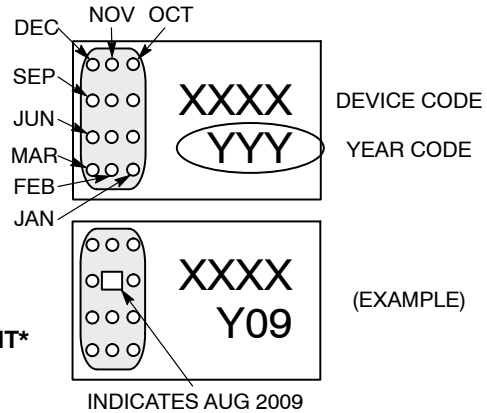 NOV OCT
DEC
SEP
JUN
MAR
FEB
JAN
XXXX
DEVICE CODE
YYY
YEAR CODE
XXXX
Y09
(EXAMPLE)
IT*
INDICATES AUG 2009